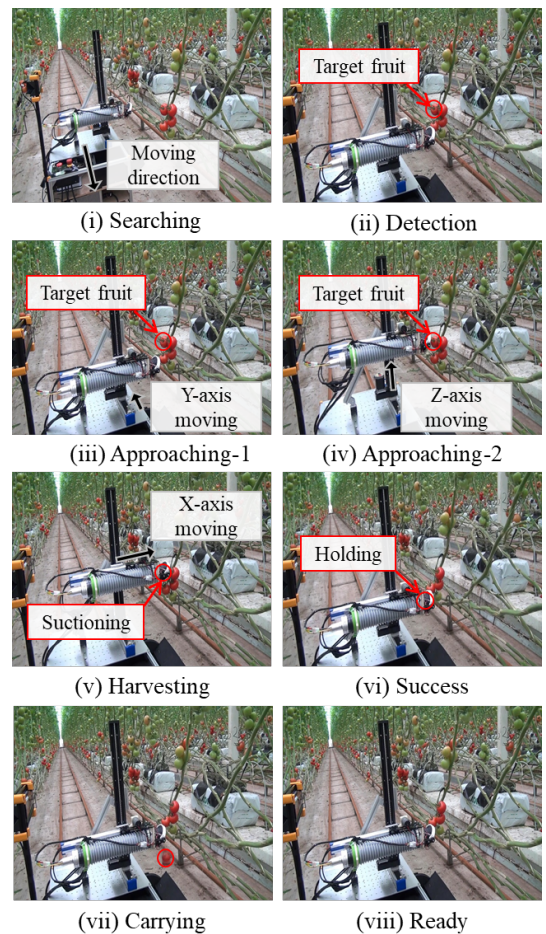 Moving
direction
(i) Searching
Target fruit
(ii) Detection
Target fruit
Y-axis
moving
(iii) Approaching-1
Target fruit
Z-axis
moving
(iv) Approaching-2
X-axis
moving
Suctioning
(v) Harvesting
Holding
(vi) Success
(vii) Carrying
(viii) Ready